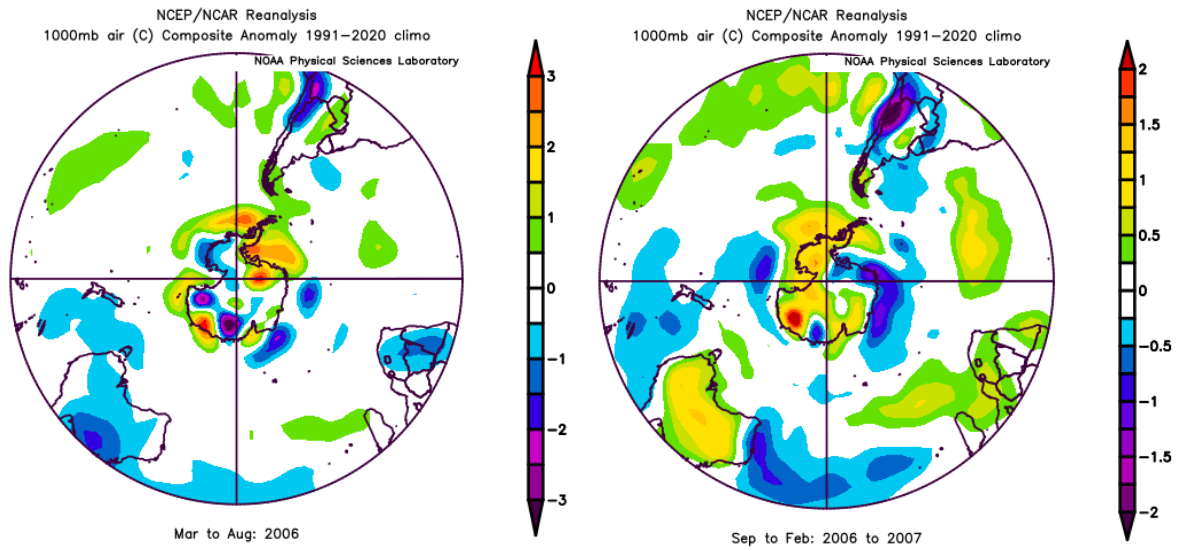 NCEP/NCAR Reanalysis
1000mb air (C) Composite Anomaly 1991−2020 climo
NOAA Physical Sciences Laboratory
3
2
1
0
−1
−2
−3
Mar to Aug: 2006
NCEP/NCAR Reanalysis
1000mb air (C) Composite Anomaly 1991−2020 climo
NOAA Physical Sciences Laboratory
2
1.5
1
0.5
0
−0.5
−1
−1.5
−2
Sep to Feb: 2006 to 2007